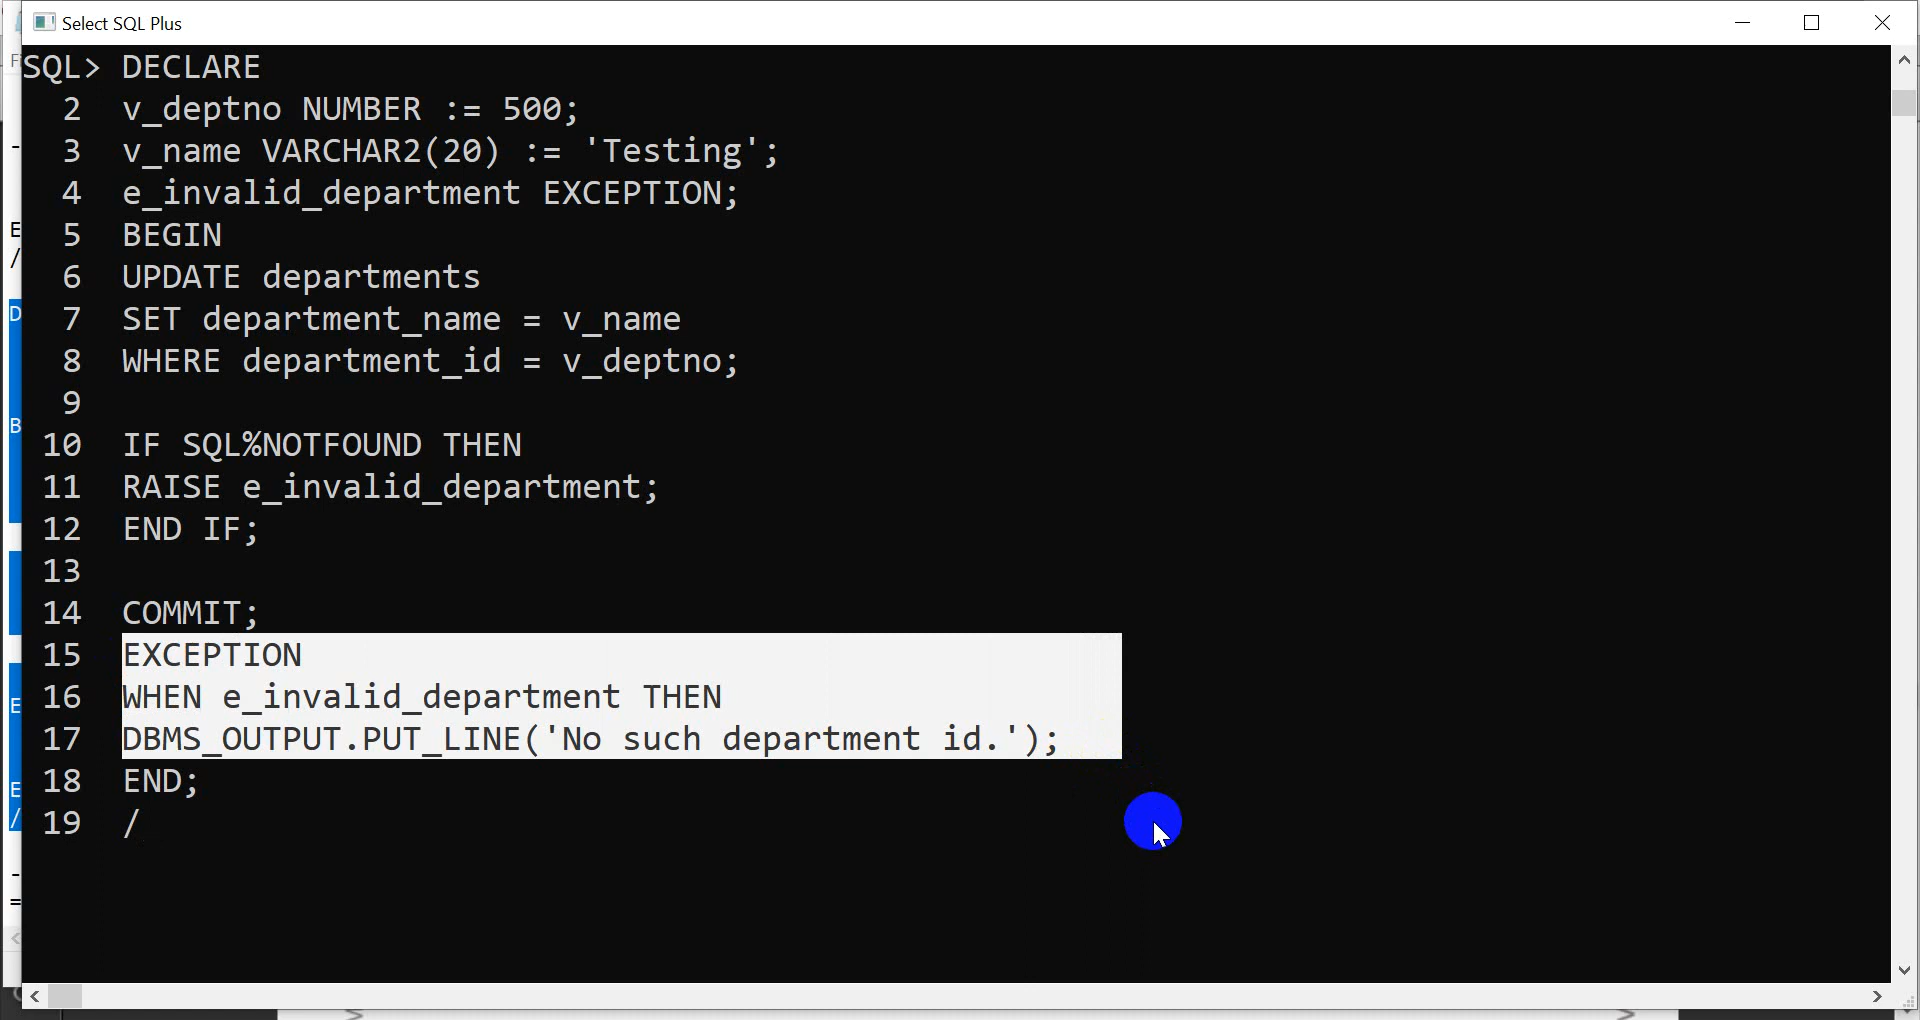 Select SQL Plus
SQL> DECLARE
2 v_deptno NUMBER := 500;
3 v_name VARCHAR2(20) := 'Testing';
4 e_invalid_department EXCEPTION;
5 BEGIN
6 UPDATE departments
7 SET department_name = v_name
8 WHERE department_id = v_deptno;
9
10 IF SQL%NOTFOUND THEN
11 RAISE e_invalid_department;
12 END IF;
13
14 COMMIT;
15 EXCEPTION
16 WHEN e_invalid_department THEN
17 DBMS_OUTPUT.PUT_LINE('No such department id.');
18 END;
19 /